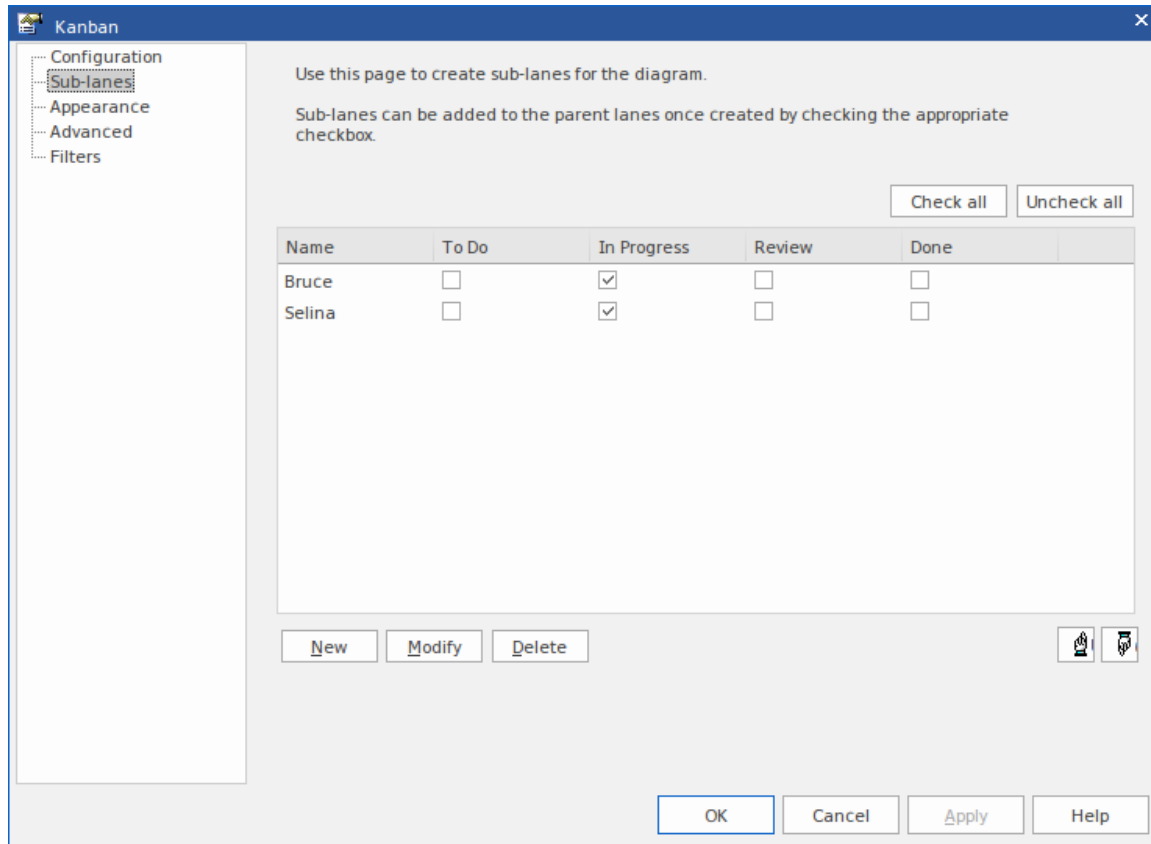 Kanban
Configuration
Sub-lanes
Appearance
Advanced
Filters
Use this page to create sub-lanes for the diagram.
Sub-lanes can be added to the parent lanes once created by checking the appropriate
checkbox.
Check all Uncheck all
Name To Do In Progress Review Done
Bruce
Selina
New Modify Delete
OK Cancel Apply Help